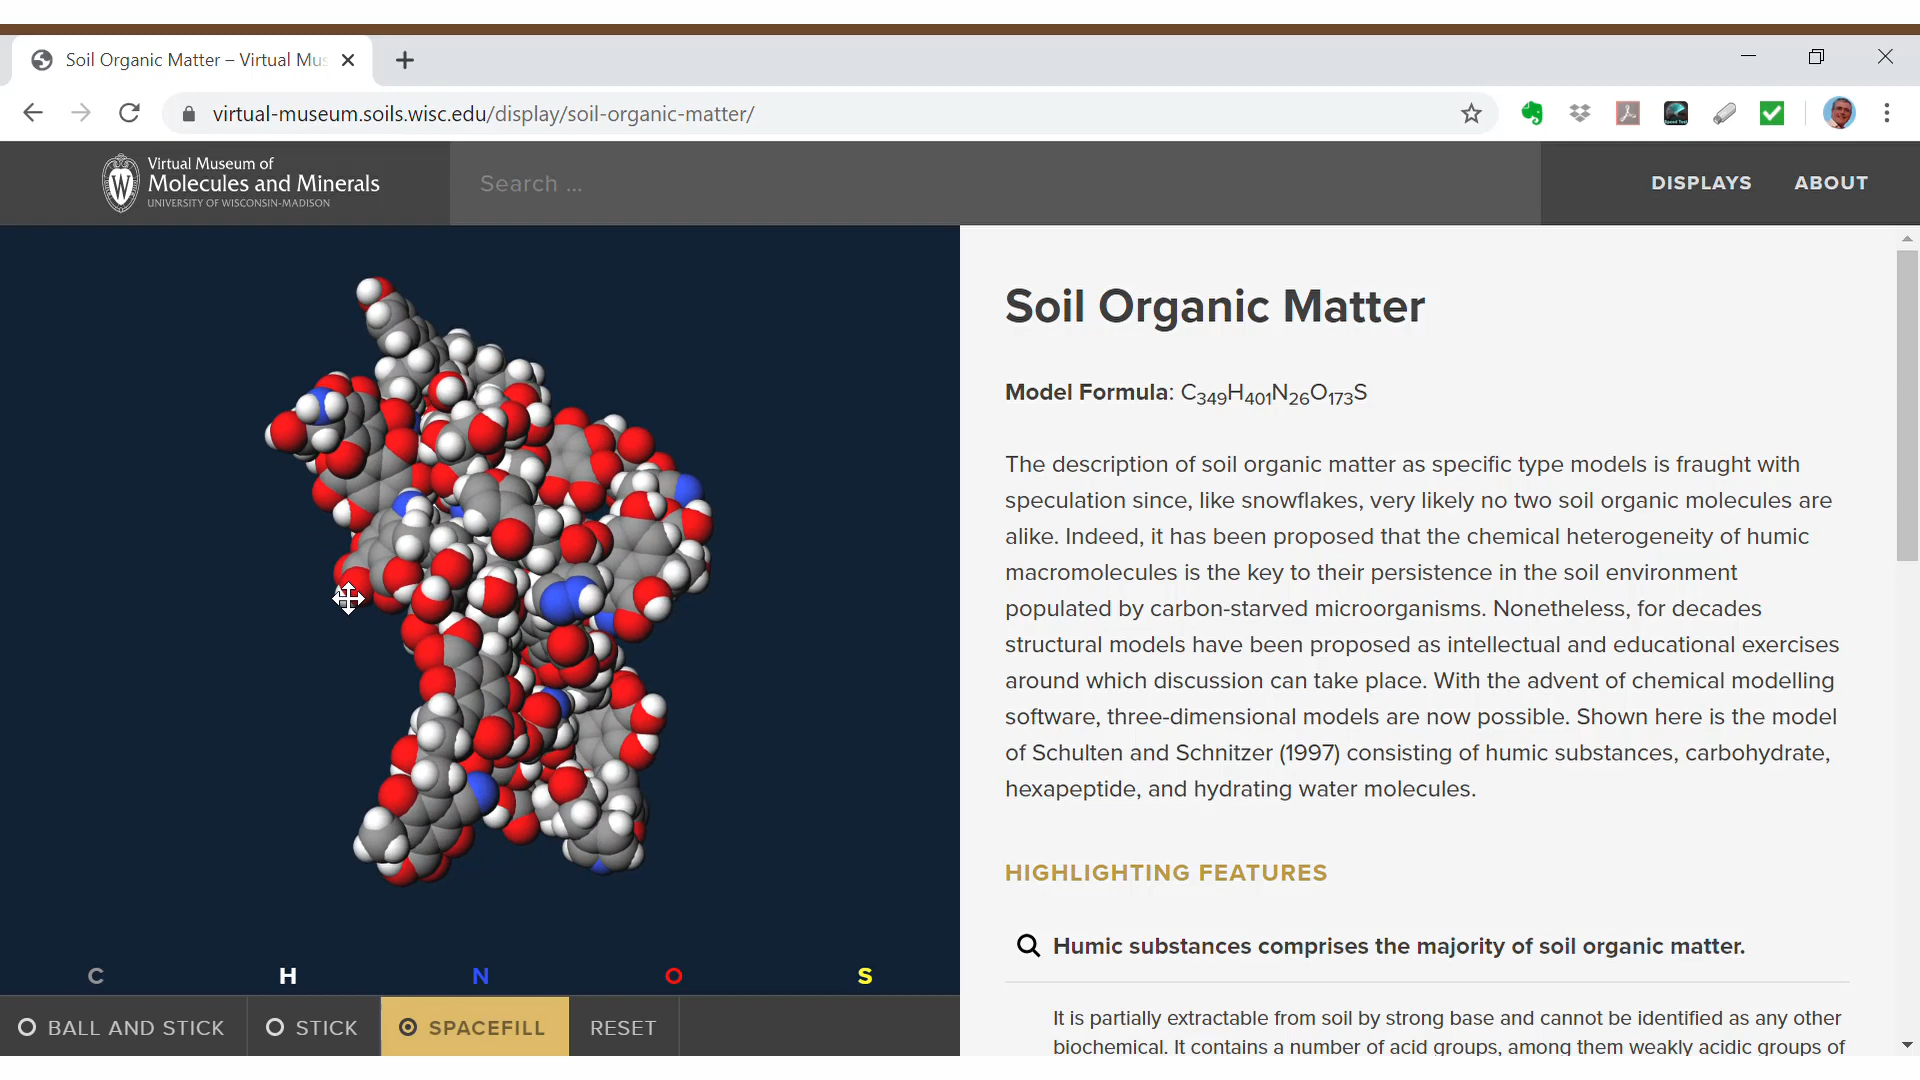 Soil Organic Matter – Virtual Mus
virtual-museum.soils.wisc.edu/display/soil-organic-matter/
Virtual Museum of
Molecules and Minerals
UNIVERSITY OF WISCONSIN-MADISON
Search ...
DISPLAYS
ABOUT
Soil Organic Matter
Model Formula: C₃₄₉H₄₀₁N₂₆O₁₇₃S
The description of soil organic matter as specific type models is fraught with
speculation since, like snowflakes, very likely no two soil organic molecules are
alike. Indeed, it has been proposed that the chemical heterogeneity of humic
macromolecules is the key to their persistence in the soil environment
populated by carbon-starved microorganisms. Nonetheless, for decades
structural models have been proposed as intellectual and educational exercises
around which discussion can take place. With the advent of chemical modelling
software, three-dimensional models are now possible. Shown here is the model
of Schulten and Schnitzer (1997) consisting of humic substances, carbohydrate,
hexapeptide, and hydrating water molecules.
HIGHLIGHTING FEATURES
Humic substances comprises the majority of soil organic matter.
It is partially extractable from soil by strong base and cannot be identified as any other
biochemical. It contains a number of acid groups, among them weakly acidic groups of
C H N O S
BALL AND STICK
STICK
SPACEFILL
RESET